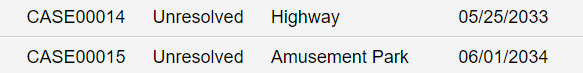 CASE00014 Unresolved Highway 05/25/2033
CASE00015 Unresolved Amusement Park 06/01/2034